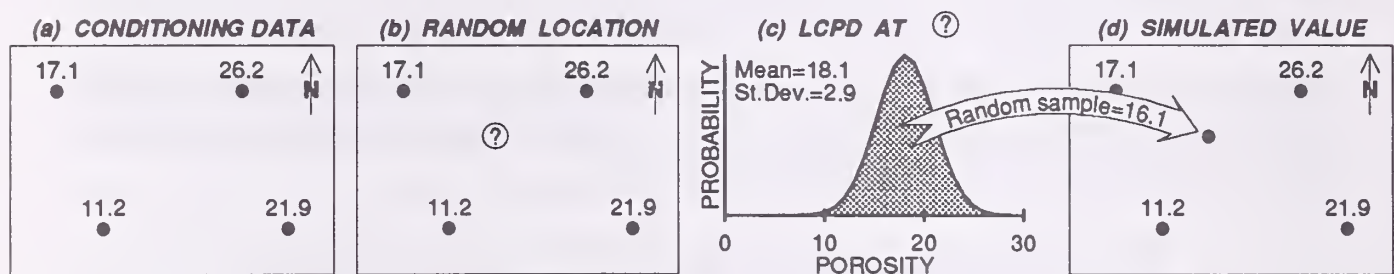 (a) CONDITIONING DATA
17.1
26.2
N
11.2
21.9
(b) RANDOM LOCATION
17.1
26.2
N
?
11.2
21.9
(c) LCPD AT ?
Mean=18.1
St.Dev.=2.9
PROBABILITY
0 10 20 30
POROSITY
Random sample=16.1
(d) SIMULATED VALUE
17.1
26.2
N
11.2
21.9